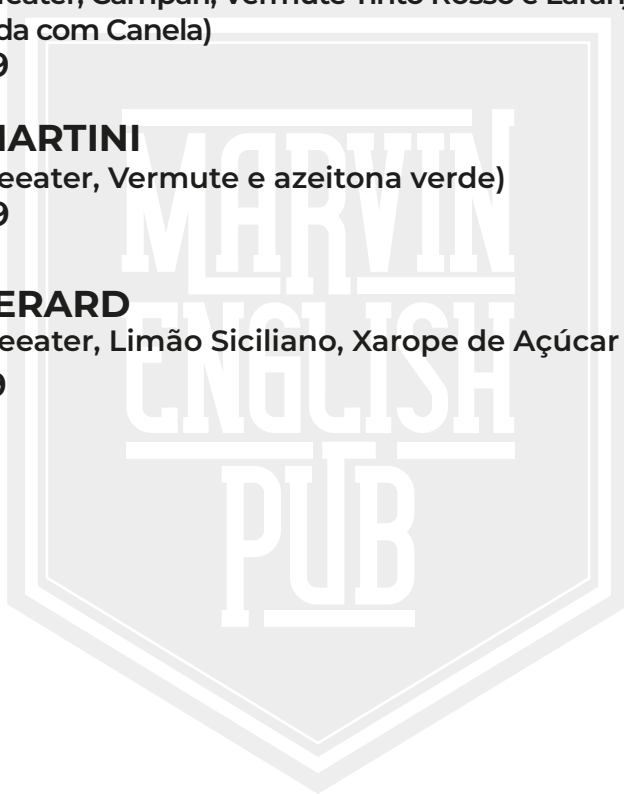 eater, Campari, Vermute Tinto Rosso e Laranj
da com Canela)
9
MARTINI
eeater, Vermute e azeitona verde)
9
ERARD
eeater, Limão Siciliano, Xarope de Açúcar
9
MARVIN
ENGLISH
PUB